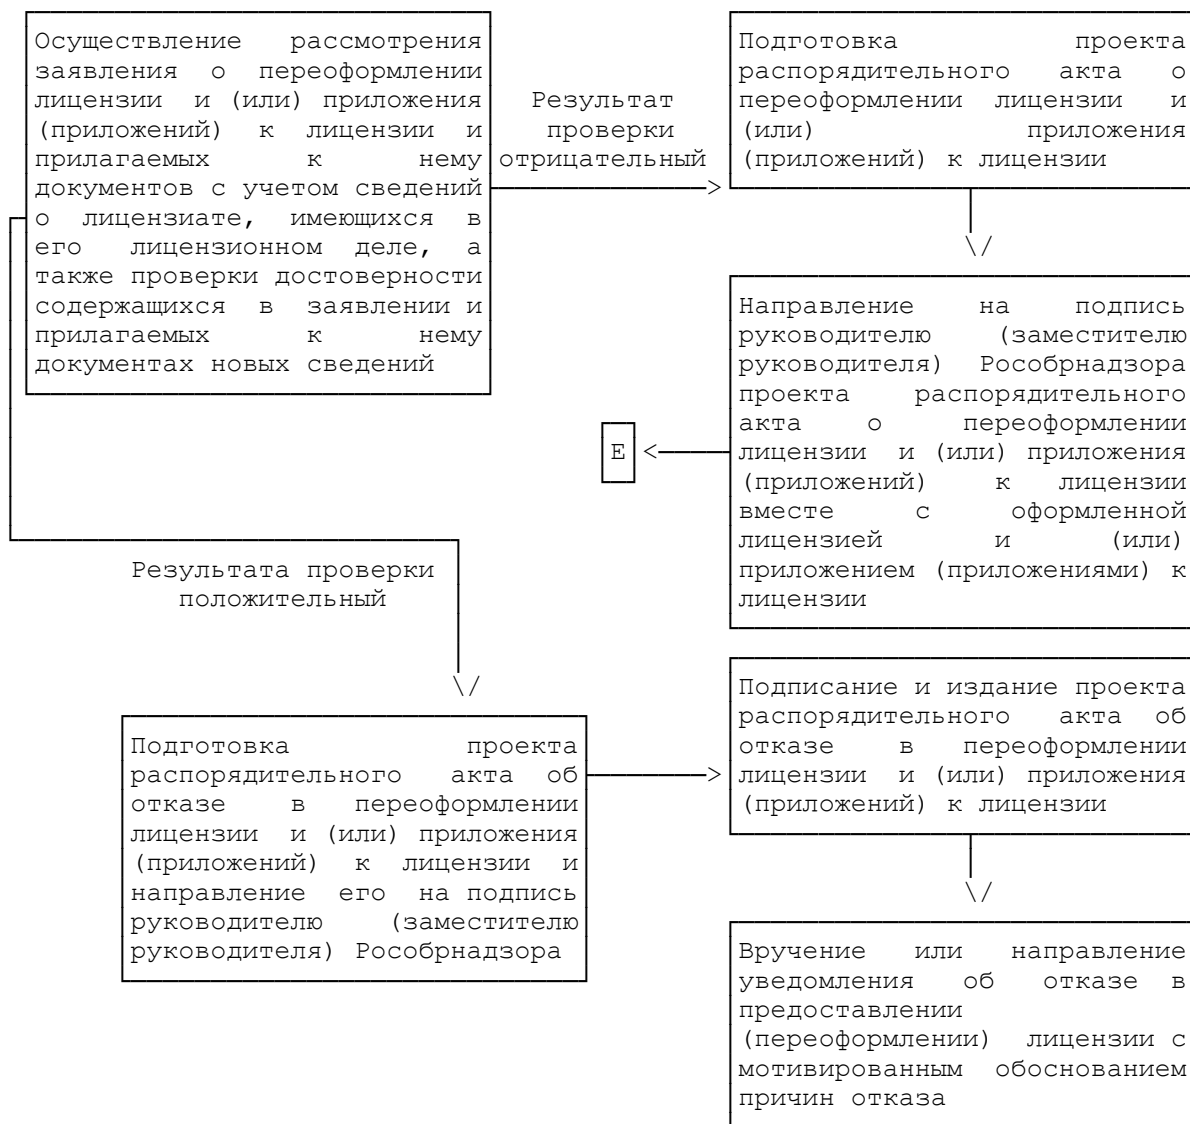 Осуществление рассмотрения
заявления о переоформлении
лицензии и (или) приложения
(приложений) к лицензии и
прилагаемых к нему
документов с учетом сведений
о лицензиате, имеющихся в
его лицензионном деле, а
также проверки достоверности
содержащихся в заявлении и
прилагаемых к нему
документах новых сведений
Результат
проверки
отрицательный
Подготовка проекта
распорядительного акта о
переоформлении лицензии и
(или) приложения
(приложений) к лицензии
Направление на подпись
руководителю (заместителю
руководителя) Рособрнадзора
проекта распорядительного
акта о переоформлении
лицензии и (или) приложения
(приложений) к лицензии
вместе с оформленной
лицензией и (или)
приложением (приложениями) к
лицензии
Е
Результата проверки
положительный
Подготовка проекта
распорядительного акта об
отказе в переоформлении
лицензии и (или) приложения
(приложений) к лицензии и
направление его на подпись
руководителю (заместителю
руководителя) Рособрнадзора
Подписание и издание проекта
распорядительного акта об
отказе в переоформлении
лицензии и (или) приложения
(приложений) к лицензии
Вручение или направление
уведомления об отказе в
предоставлении
(переоформлении) лицензии с
мотивированным обоснованием
причин отказа